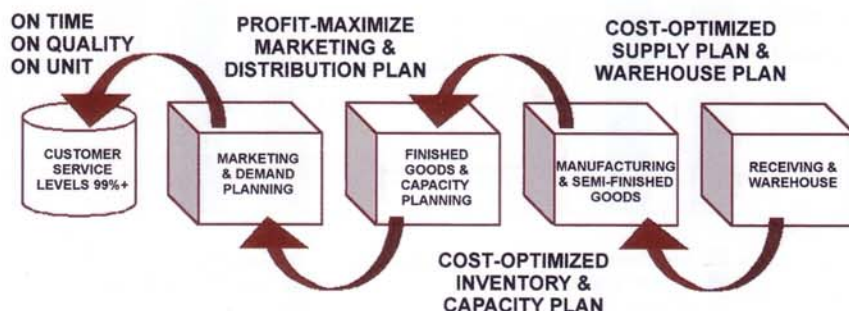 ON TIME
ON QUALITY
ON UNIT
PROFIT-MAXIMIZE
MARKETING &
DISTRIBUTION PLAN
COST-OPTIMIZED
SUPPLY PLAN &
WAREHOUSE PLAN
CUSTOMER
SERVICE
LEVELS 99%+
MARKETING
& DEMAND
PLANNING
FINISHED
GOODS &
CAPACITY
PLANNING
MANUFACTURING
& SEMI-FINISHED
GOODS
RECEIVING &
WAREHOUSE
COST-OPTIMIZED
INVENTORY &
CAPACITY PLAN